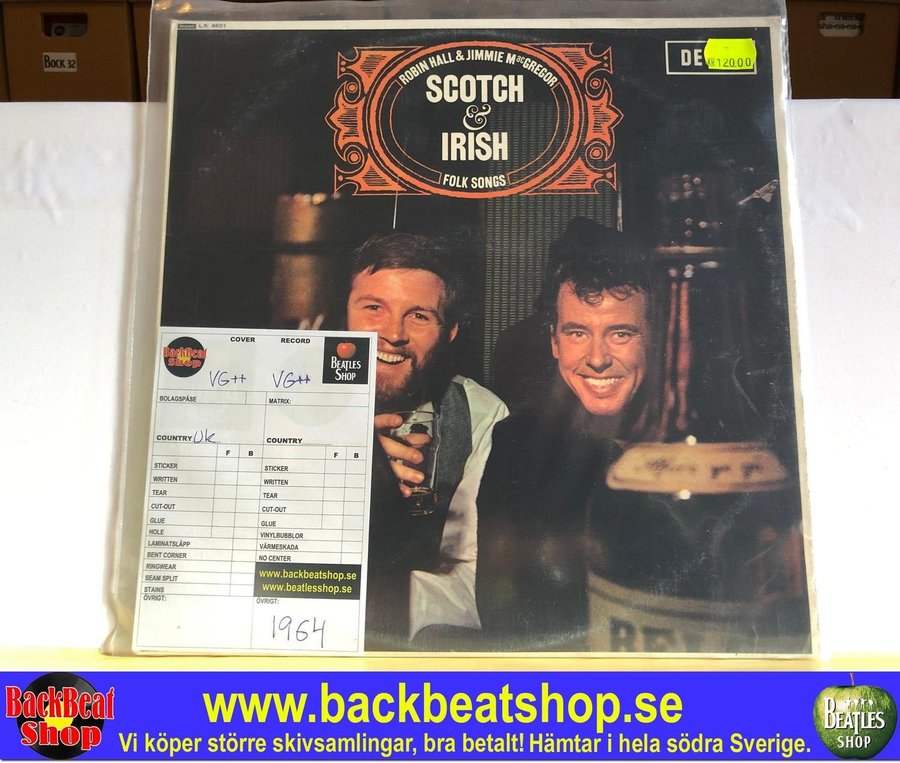 BOCK 32
MONO LK 4601
ROBIN HALL & JIMMIE MacGREGOR
SCOTCH
&
IRISH
FOLK SONGS
DE
120.00
COVER RECORD
BackBeat
Shop
BEATLES
SHOP
VG++ VG++
BOLAGSPÅSE MATRIX:
COUNTRY UK COUNTRY
F B F B
STICKER STICKER
WRITTEN WRITTEN
TEAR TEAR
CUT-OUT CUT-OUT
GLUE GLUE
HOLE VINYLBUBBLOR
LAMINATSLÄPP VÄRMESKADA
BENT CORNER NO CENTER
RINGWEAR
SEAM SPLIT
STAINS
www.backbeatshop.se
www.beatlesshop.se
ÖVRIGT: ÖVRIGT:
1964
BackBeat
Shop
www.backbeatshop.se
Vi köper större skivsamlingar, bra betalt! Hämtar i hela södra Sverige.
BEATLES
SHOP